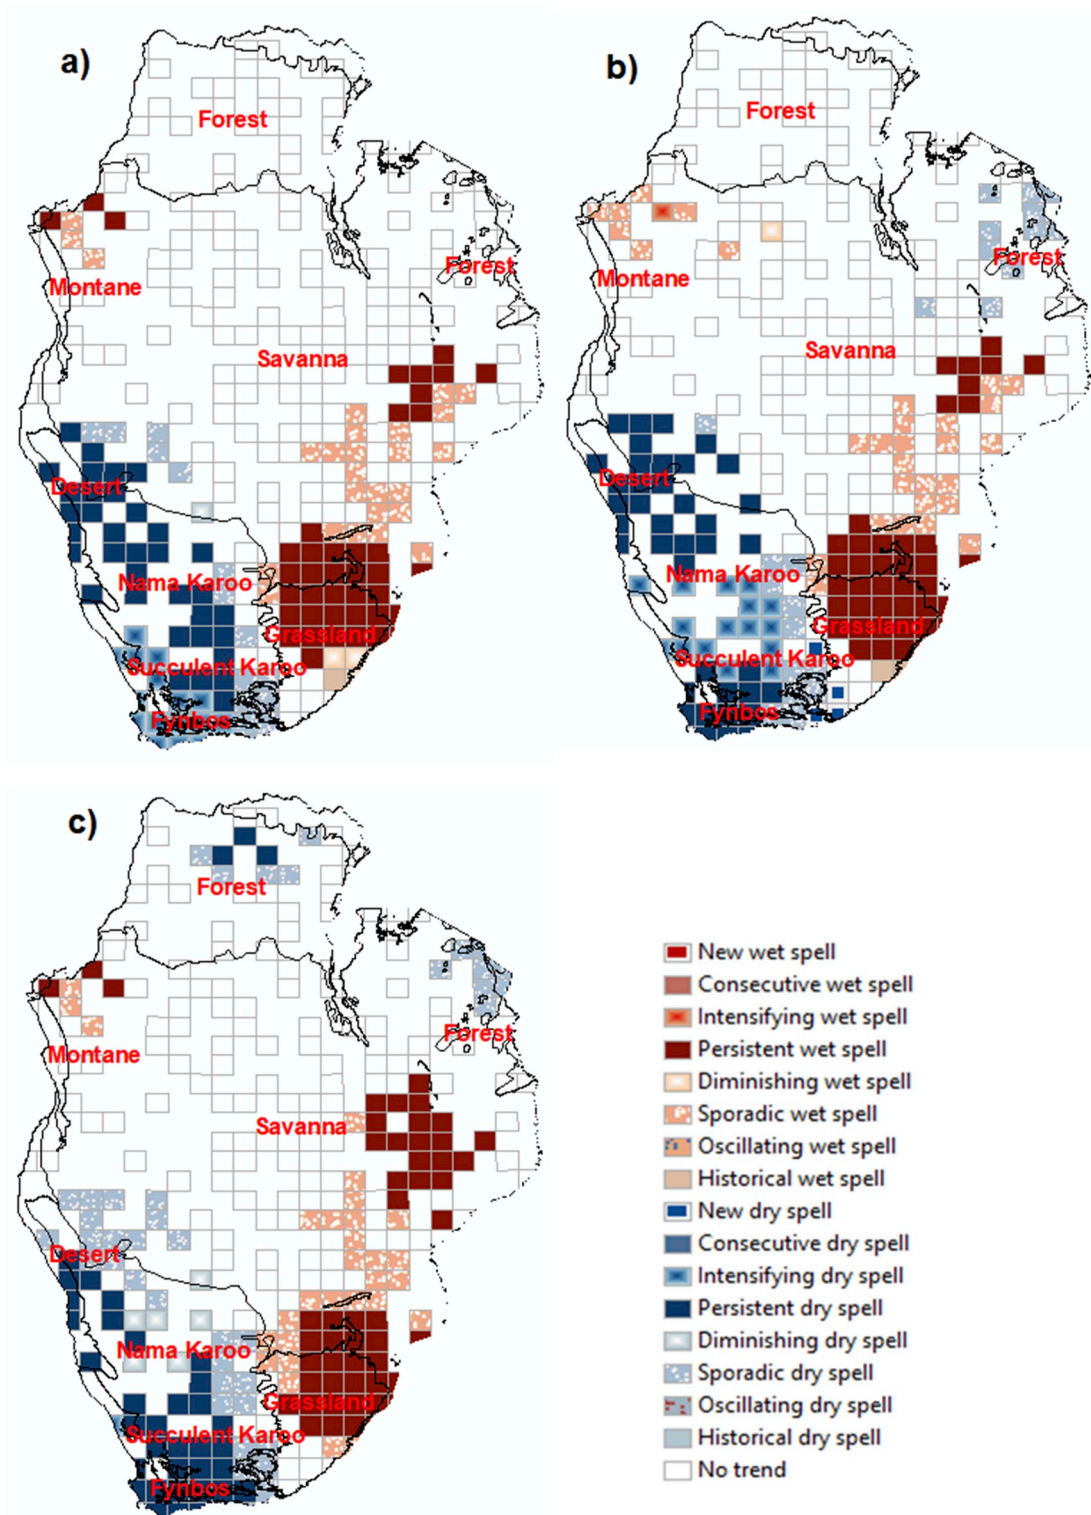 a)
Forest
Forest
Montane
Savanna
Desert
Nama Karoo
Grassland
Succulent Karoo
Fynbos
b)
Forest
Forest
Montane
Savanna
Desert
Nama Karoo
Grassland
Succulent Karoo
Fynbos
c)
Forest
Forest
Montane
Savanna
Desert
Nama Karoo
Grassland
Succulent Karoo
Fynbos
New wet spell
Consecutive wet spell
Intensifying wet spell
Persistent wet spell
Diminishing wet spell
Sporadic wet spell
Oscillating wet spell
Historical wet spell
New dry spell
Consecutive dry spell
Intensifying dry spell
Persistent dry spell
Diminishing dry spell
Sporadic dry spell
Oscillating dry spell
Historical dry spell
No trend